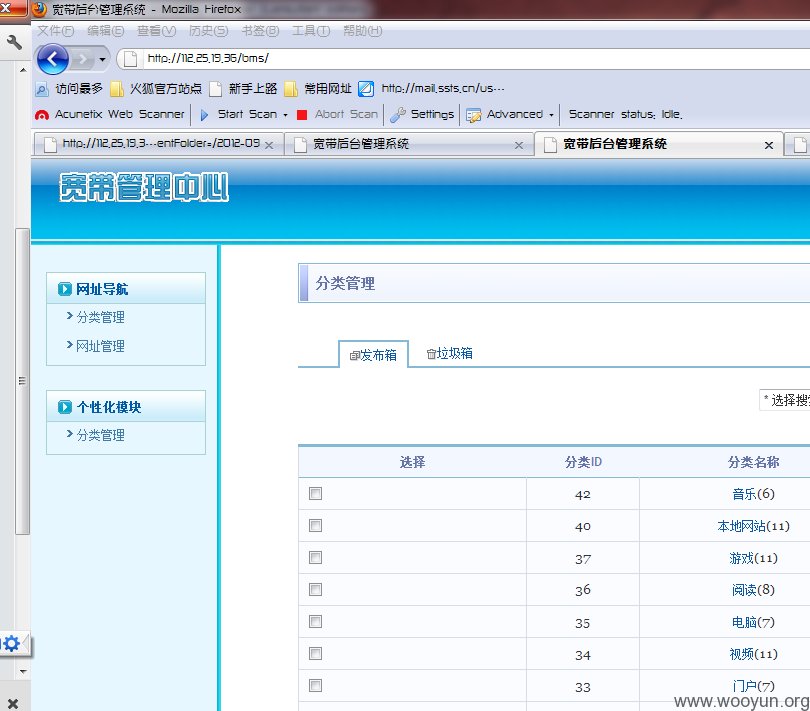 宽带后台管理系统 - Mozilla Firefox
文件(F) 编辑(E) 查看(V) 历史(S) 书签(B) 工具(T) 帮助(H)
http://112.25.19.36/bms/
访问最多 火狐官方站点 新手上路 常用网址 http://mail.ssts.cn/us...
Acunetix Web Scanner Start Scan Abort Scan Settings Advanced Scanner status: Idle.
http://112.25.19.3...entFolder=/2012-09 宽带后台管理系统 宽带后台管理系统
宽带管理中心
网址导航
分类管理
网址管理
个性化模块
分类管理
分类管理
发布箱 垃圾箱
* 选择搜
选择 分类ID 分类名称
42 音乐(6)
40 本地网站(11)
37 游戏(11)
36 阅读(8)
35 电脑(7)
34 视频(11)
33 门户(7)
www.wooyun.org